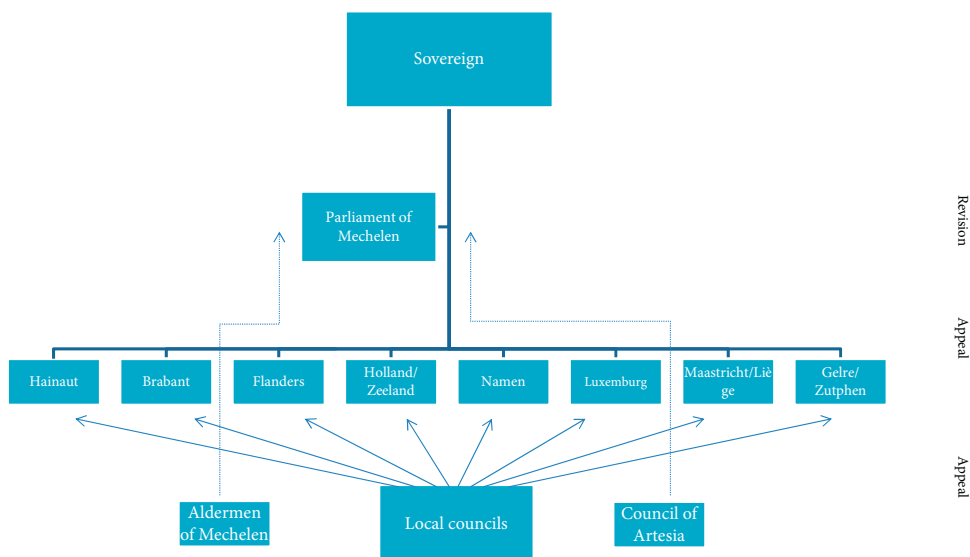 Sovereign
Parliament of
Mechelen
Revision
Appeal
Hainaut
Brabant
Flanders
Holland/
Zeeland
Namen
Luxemburg
Maastricht/Liè
ge
Gelre/
Zutphen
Appeal
Aldermen
of Mechelen
Local councils
Council of
Artesia